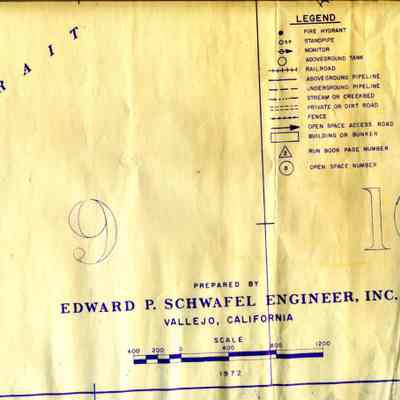 RAIT
LEGEND
FIRE HYDRANT
STANDPIPE
MONITOR
ABOVEGROUND TANK
RAILROAD
ABOVEGROUND PIPELINE
UNDERGROUND PIPELINE
STREAM OR CREEKBED
PRIVATE OR DIRT ROAD
FENCE
OPEN SPACE ACCESS ROAD
BUILDING OR BUNKER
RUN BOOK PAGE NUMBER
OPEN SPACE NUMBER
9
PREPARED BY
EDWARD P. SCHWAFEL ENGINEER, INC.
VALLEJO, CALIFORNIA
SCALE
400 200 0 400 800 1200
1972